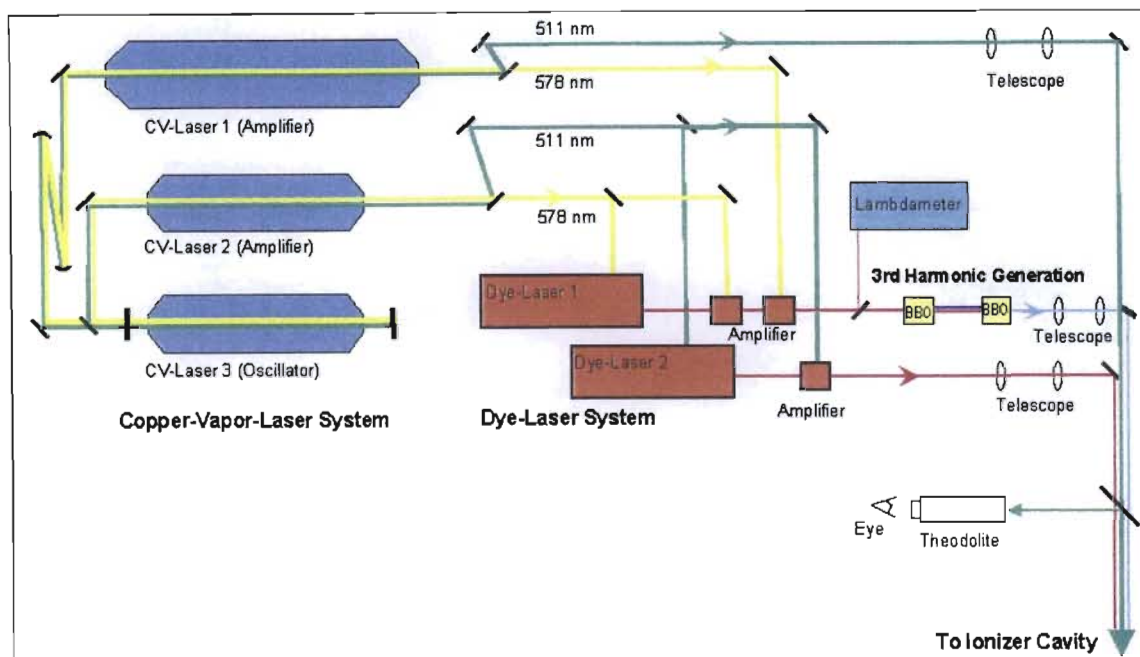 511 nm
578 nm
Telescope
CV-Laser 1 (Amplifier)
511 nm
578 nm
Lambdameter
CV-Laser 2 (Amplifier)
3rd Harmonic Generation
Dye-Laser 1
BBO
BBO
Amplifier
Telescope
Dye-Laser 2
CV-Laser 3 (Oscillator)
Amplifier
Telescope
Copper-Vapor-Laser System
Dye-Laser System
Eye
Theodolite
To Ionizer Cavity